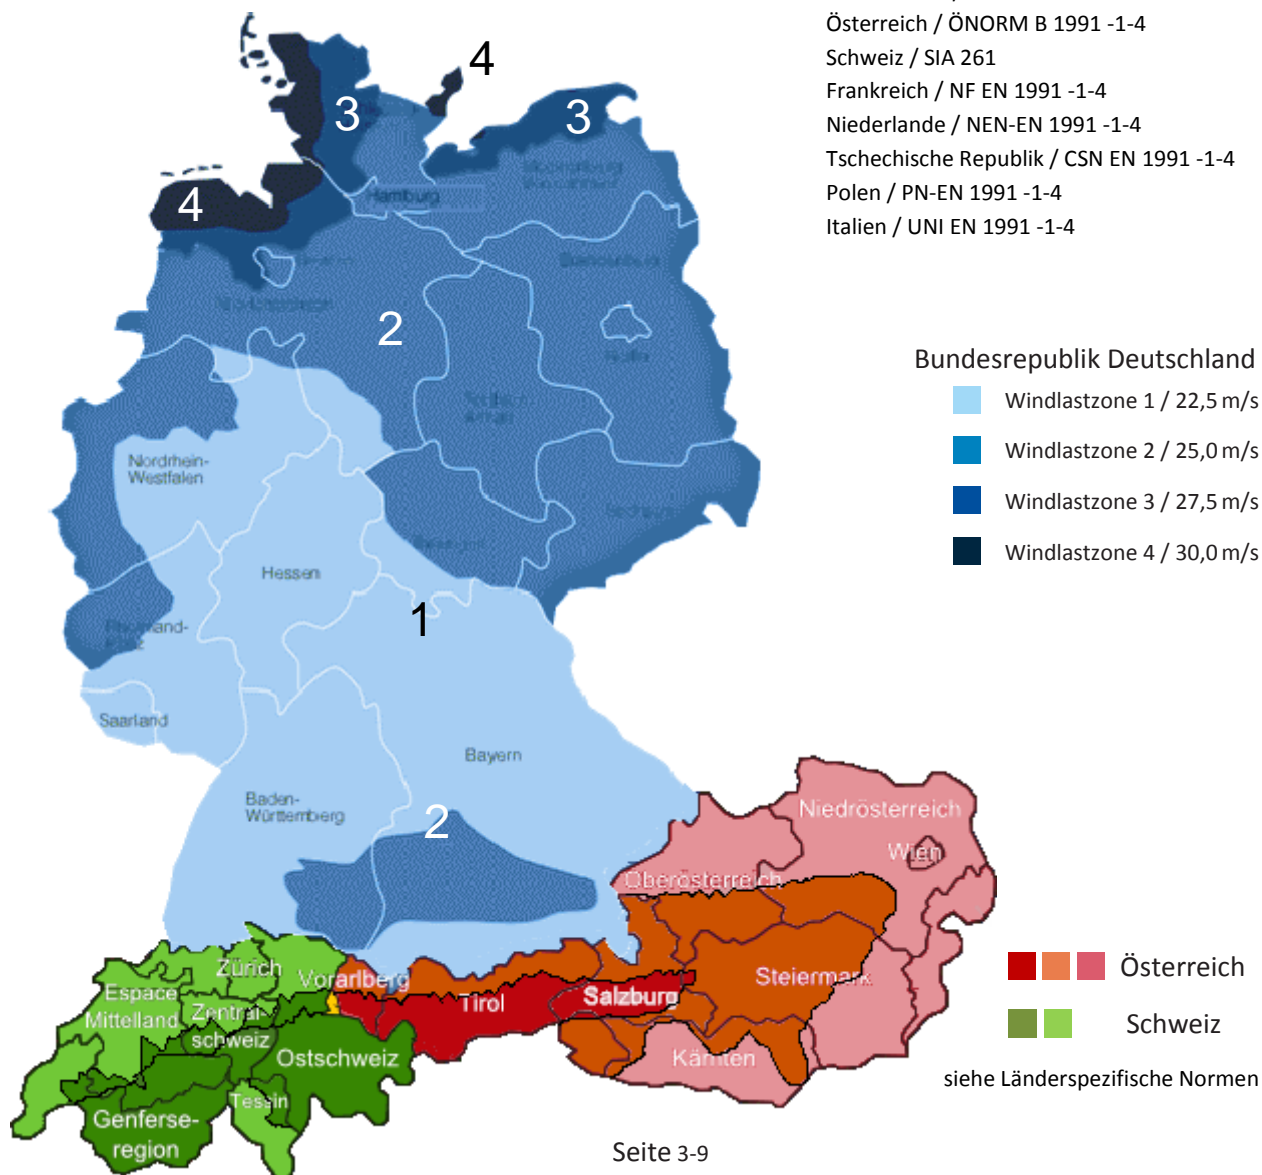 Österreich / ÖNORM B 1991 -1-4
Schweiz / SIA 261
Frankreich / NF EN 1991 -1-4
Niederlande / NEN-EN 1991 -1-4
Tschechische Republik / CSN EN 1991 -1-4
Polen / PN-EN 1991 -1-4
Italien / UNI EN 1991 -1-4
4
3
3
4
Hamburg
2
Bundesrepublik Deutschland
Windlastzone 1 / 22,5 m/s
Windlastzone 2 / 25,0 m/s
Windlastzone 3 / 27,5 m/s
Windlastzone 4 / 30,0 m/s
Berlin
Brandenburg
Nordrhein-
Westfalen
Hessen
1
Rheinland-
Pfalz
Saarland
Bayern
Baden-
Württemberg
2
Niedrösterreich
Wien
Oberösterreich
Zürich
Vorarlberg
Espace
Mittelland
Zentral-
schweiz
Tirol
Salzburg
Steiermark
Österreich
Schweiz
Ostschweiz
Kärnten
Tessin
Genferse-
region
siehe Länderspezifische Normen
Seite 3-9